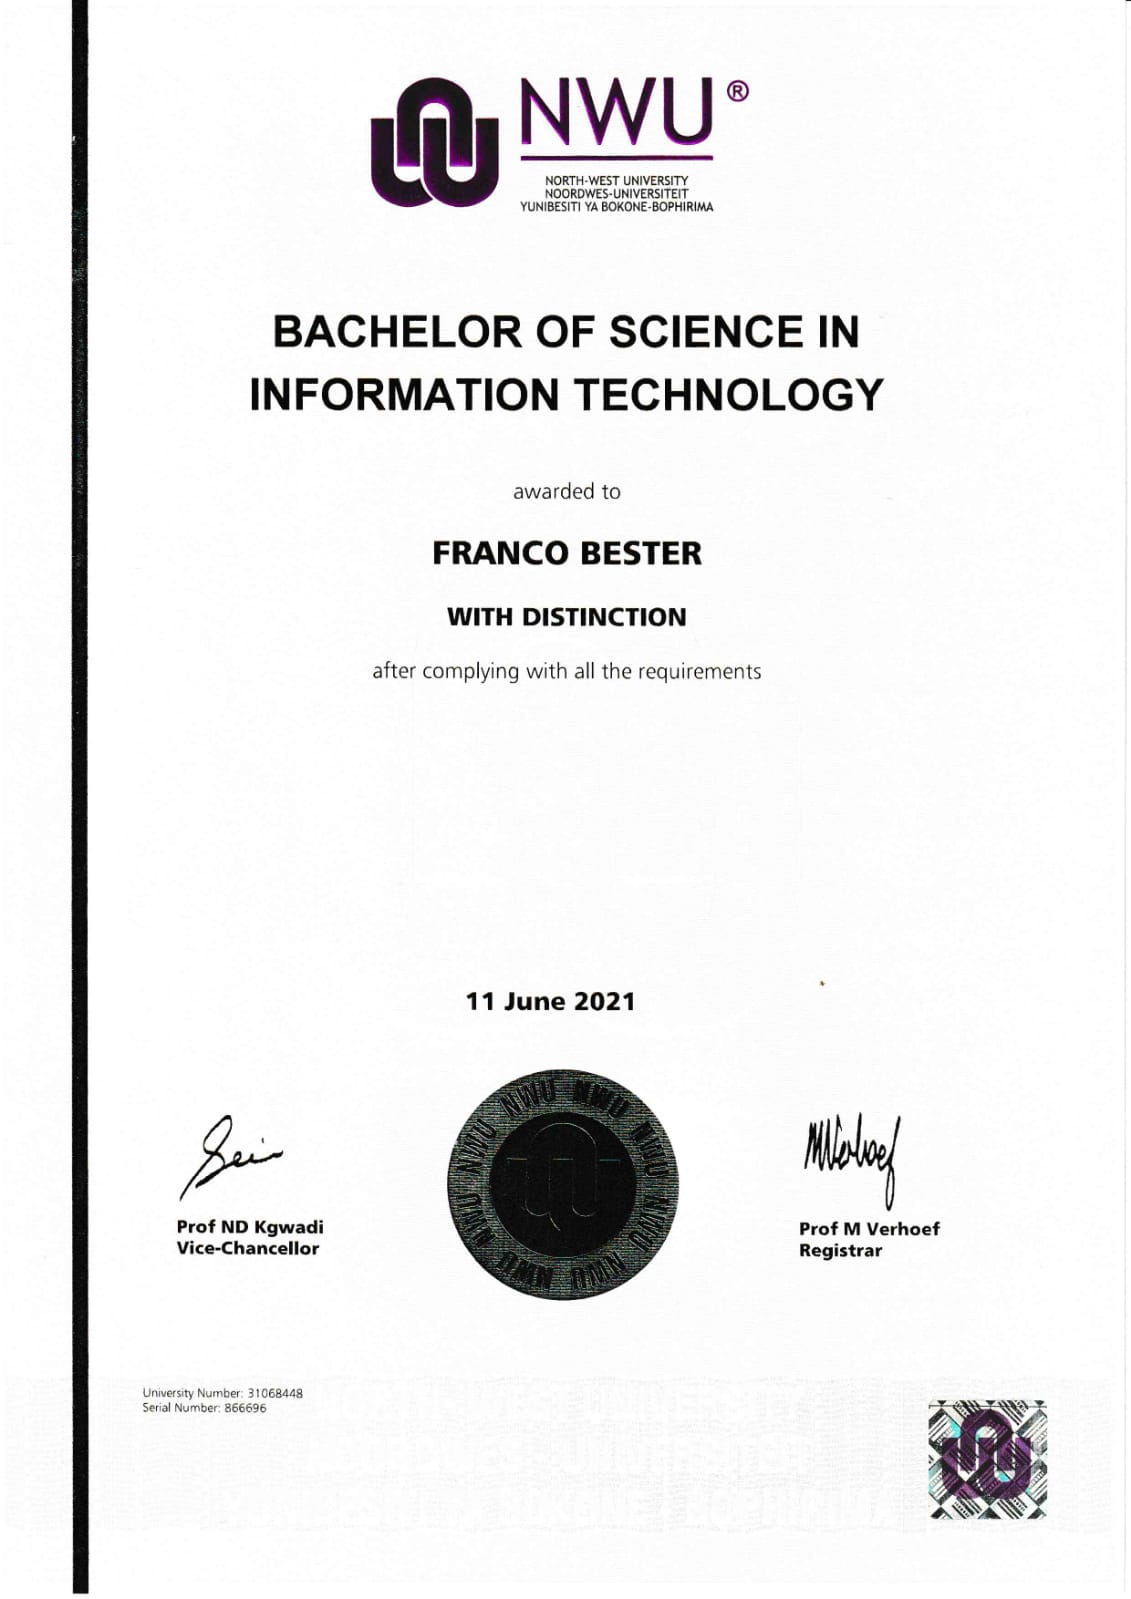 NWU®
NORTH-WEST UNIVERSITY
NOORDWES-UNIVERSITEIT
YUNIBESITI YA BOKONE-BOPHIRIMA
BACHELOR OF SCIENCE IN
INFORMATION TECHNOLOGY
awarded to
FRANCO BESTER
WITH DISTINCTION
after complying with all the requirements
11 June 2021
NWU NWU NWU NWU NWU NWU NWU NWU
Prof ND Kgwadi
Vice-Chancellor
Prof M Verhoef
Registrar
University Number: 31068448
Serial Number: 866696